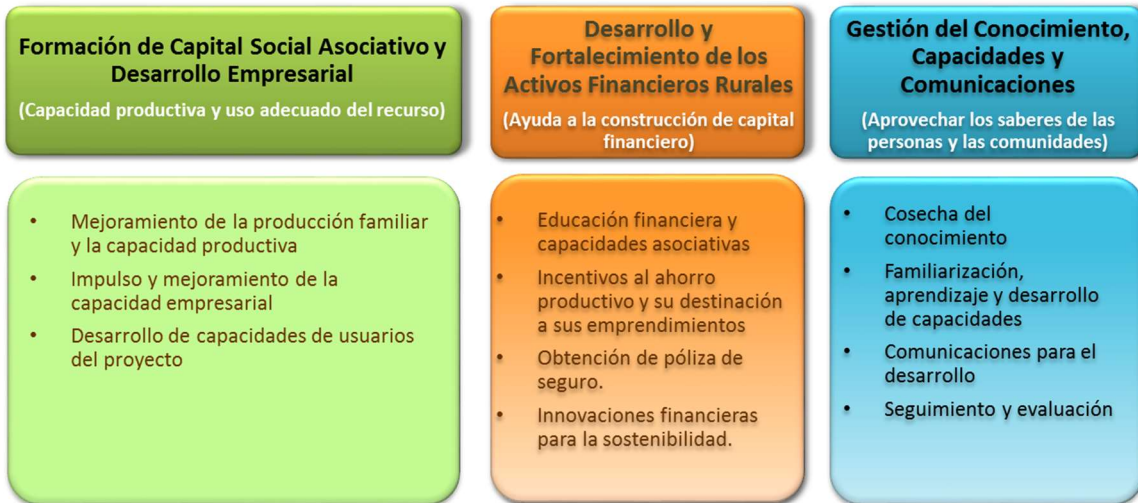 Formación de Capital Social Asociativo y
Desarrollo Empresarial
(Capacidad productiva y uso adecuado del recurso)
• Mejoramiento de la producción familiar
y la capacidad productiva
• Impulso y mejoramiento de la
capacidad empresarial
• Desarrollo de capacidades de usuarios
del proyecto
Desarrollo y
Fortalecimiento de los
Activos Financieros Rurales
(Ayuda a la construcción de capital
financiero)
• Educación financiera y
capacidades asociativas
• Incentivos al ahorro
productivo y su destinación
a sus emprendimientos
• Obtención de póliza de
seguro.
• Innovaciones financieras
para la sostenibilidad.
Gestión del Conocimiento,
Capacidades y
Comunicaciones
(Aprovechar los saberes de las
personas y las comunidades)
• Cosecha del
conocimiento
• Familiarización,
aprendizaje y desarrollo
de capacidades
• Comunicaciones para el
desarrollo
• Seguimiento y evaluación